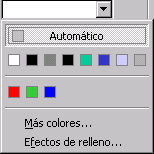 Automático
Más colores...
Efectos de relleno...